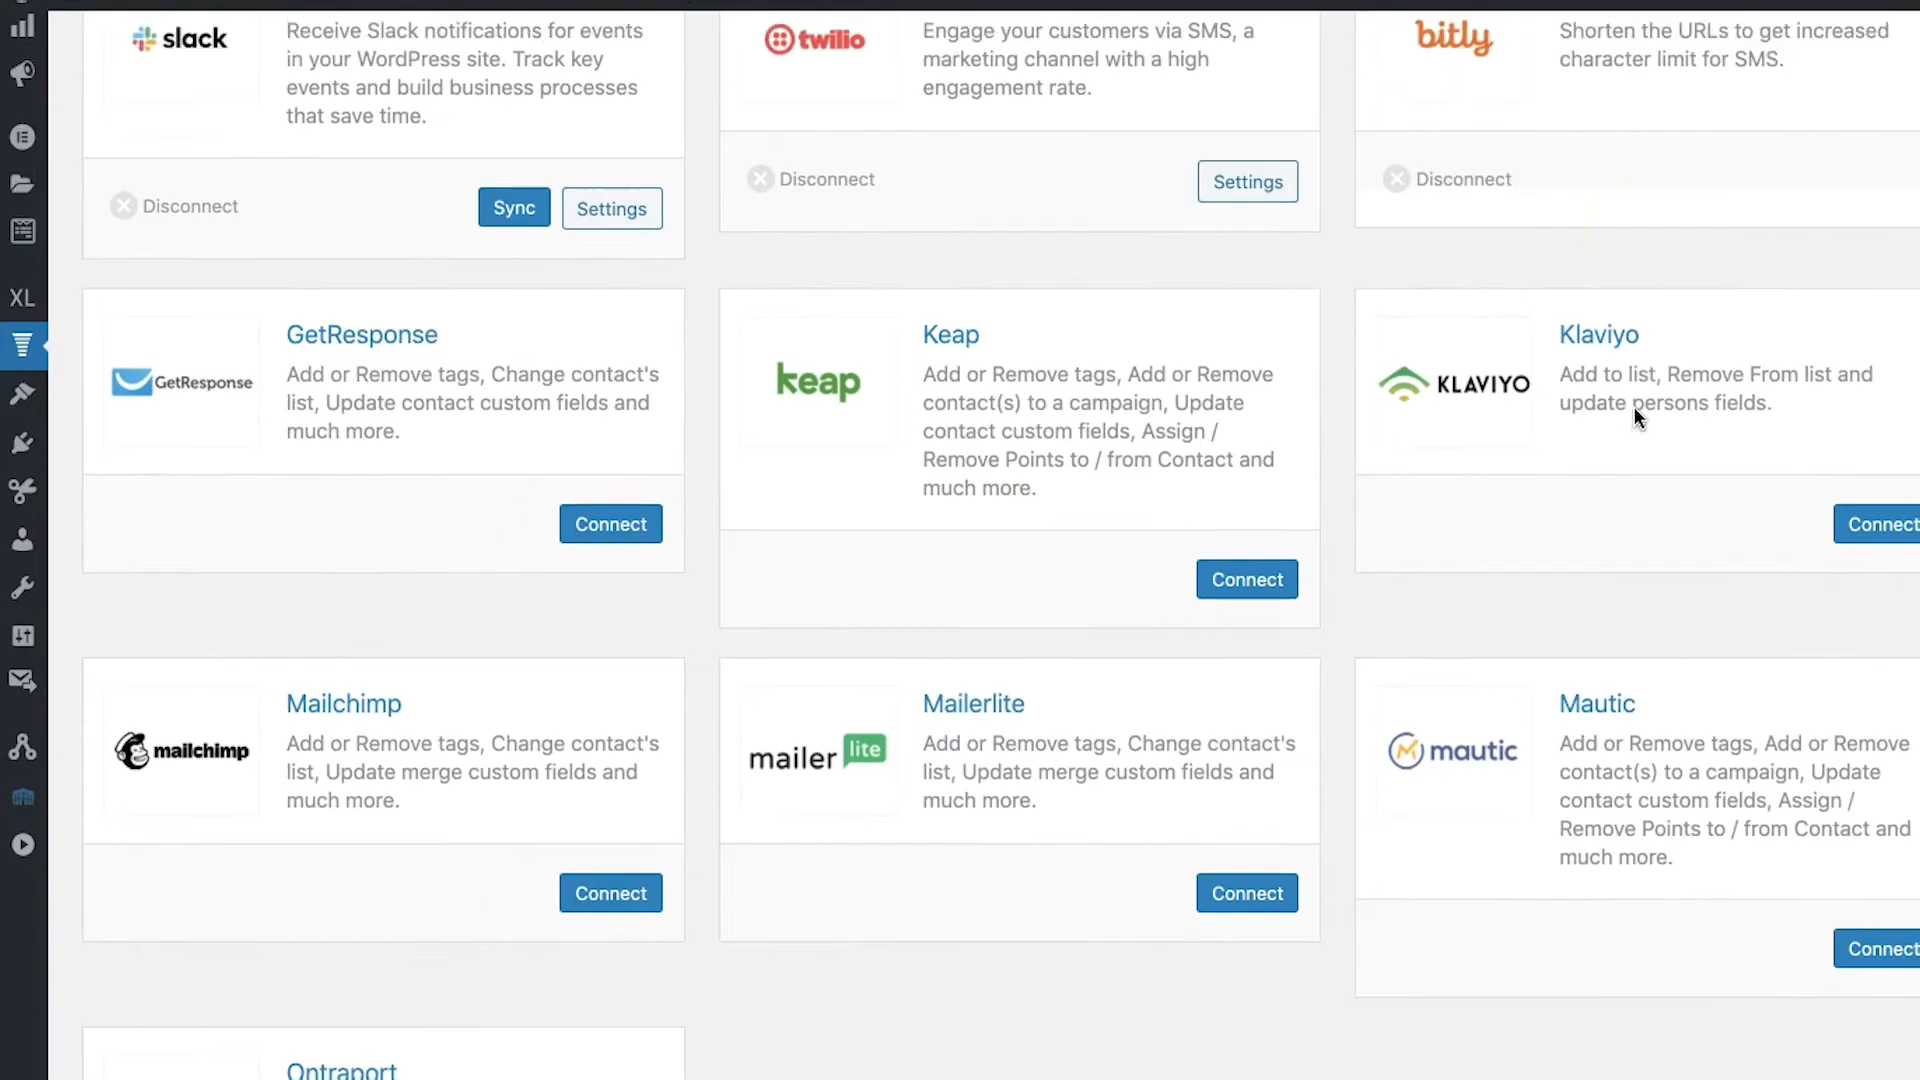 slack
Receive Slack notifications for events
in your WordPress site. Track key
events and build business processes
that save time.
Disconnect
Sync
Settings
twilio
Engage your customers via SMS, a
marketing channel with a high
engagement rate.
Disconnect
Settings
bitly
Shorten the URLs to get increased
character limit for SMS.
Disconnect
XL
GetResponse
GetResponse
Add or Remove tags, Change contact's
list, Update contact custom fields and
much more.
Connect
keap
Keap
Add or Remove tags, Add or Remove
contact(s) to a campaign, Update
contact custom fields, Assign /
Remove Points to / from Contact and
much more.
Connect
KLAVIYO
Klaviyo
Add to list, Remove From list and
update persons fields.
Connect
mailchimp
Mailchimp
Add or Remove tags, Change contact's
list, Update merge custom fields and
much more.
Connect
mailer lite
Mailerlite
Add or Remove tags, Change contact's
list, Update merge custom fields and
much more.
Connect
mautic
Mautic
Add or Remove tags, Add or Remove
contact(s) to a campaign, Update
contact custom fields, Assign /
Remove Points to / from Contact and
much more.
Connect
Ontraport